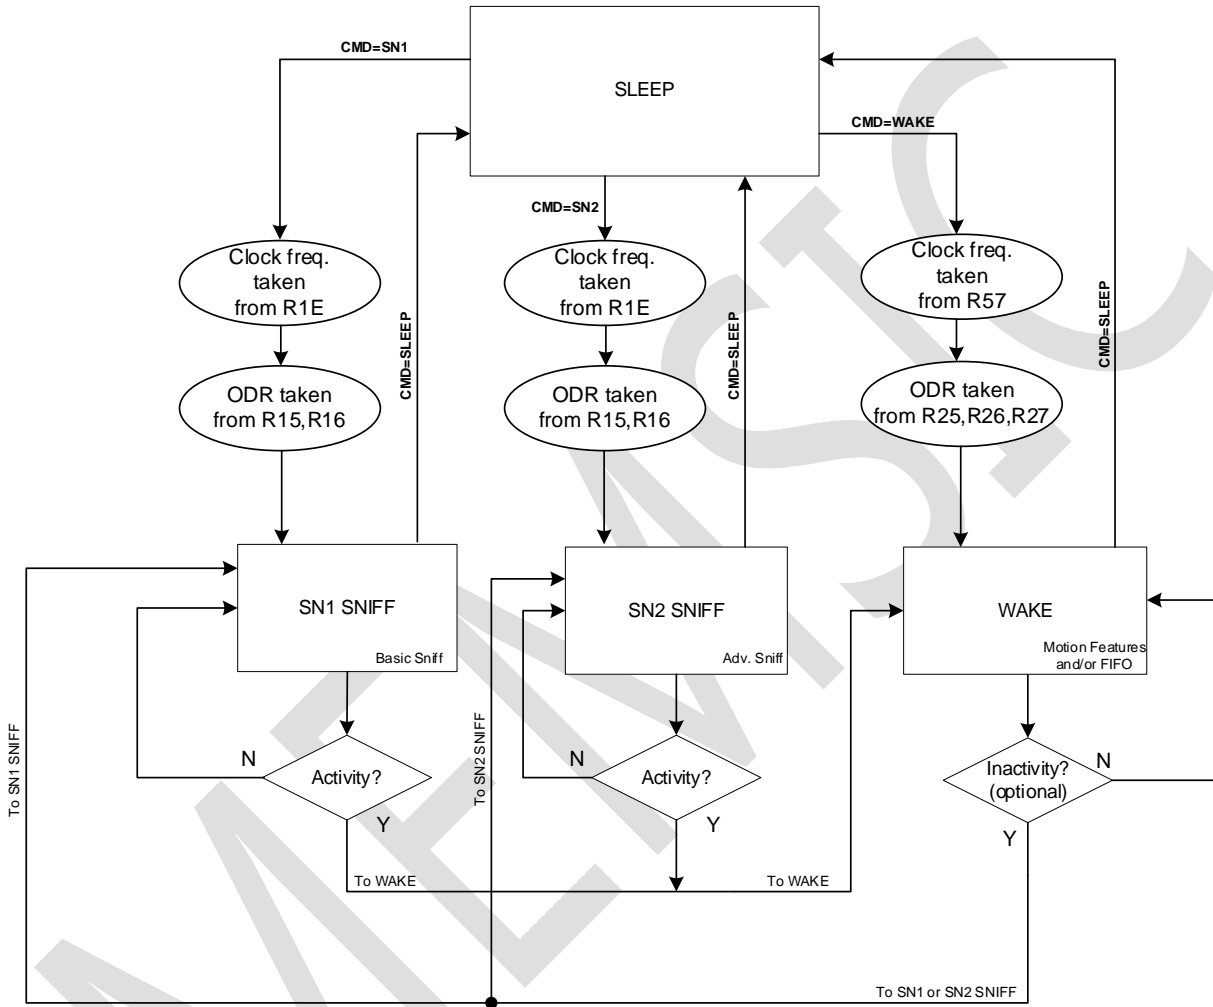 CMD=SN1
SLEEP
CMD=WAKE
CMD=SN2
Clock freq.
taken
from R1E
Clock freq.
taken
from R1E
Clock freq.
taken
from R57
CMD=SLEEP
CMD=SLEEP
CMD=SLEEP
ODR taken
from R15,R16
ODR taken
from R15,R16
ODR taken
from R25,R26,R27
SN1 SNIFF
Basic Sniff
SN2 SNIFF
Adv. Sniff
WAKE
Motion Features
and/or FIFO
To SN1 SNIFF
N
Activity?
Y
To SN2 SNIFF
N
Activity?
Y
Inactivity?
(optional)
N
Y
To WAKE
To WAKE
To SN1 or SN2 SNIFF
MEMSIC